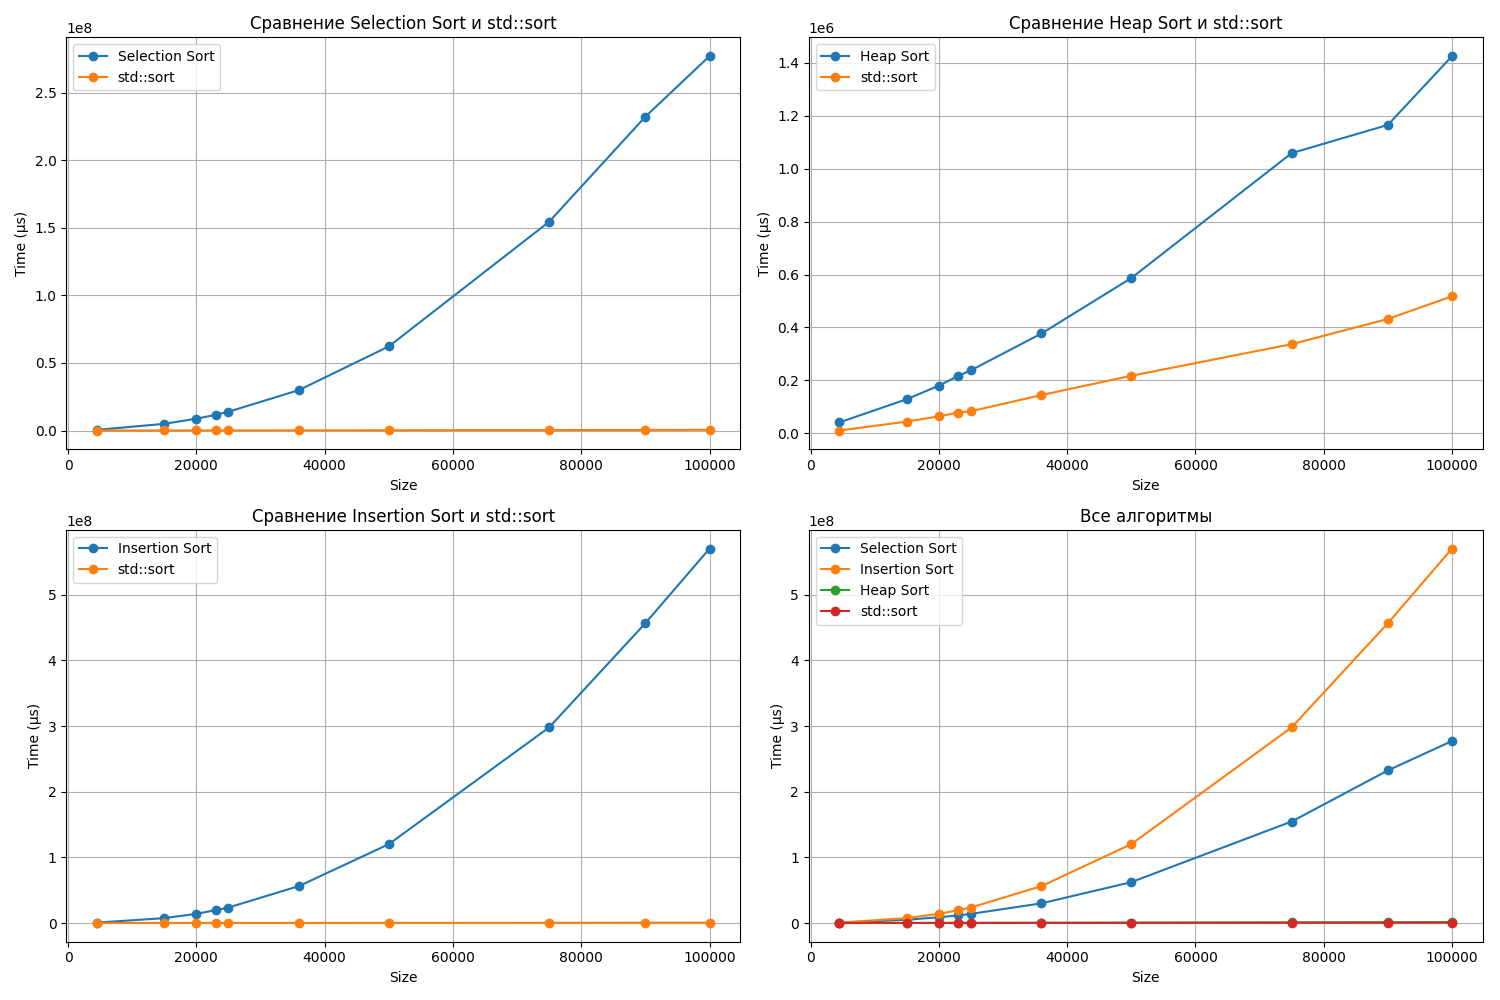 Сравнение Selection Sort и std::sort
1e8
Selection Sort
std::sort
2.5
2.0
1.5
1.0
0.5
0.0
Time (µs)
0 20000 40000 60000 80000 100000
Size
Сравнение Heap Sort и std::sort
1e6
Heap Sort
std::sort
1.4
1.2
1.0
0.8
0.6
0.4
0.2
0.0
Time (µs)
0 20000 40000 60000 80000 100000
Size
Сравнение Insertion Sort и std::sort
1e8
Insertion Sort
std::sort
5
4
3
2
1
0
Time (µs)
0 20000 40000 60000 80000 100000
Size
Все алгоритмы
1e8
Selection Sort
Insertion Sort
Heap Sort
std::sort
5
4
3
2
1
0
Time (µs)
0 20000 40000 60000 80000 100000
Size